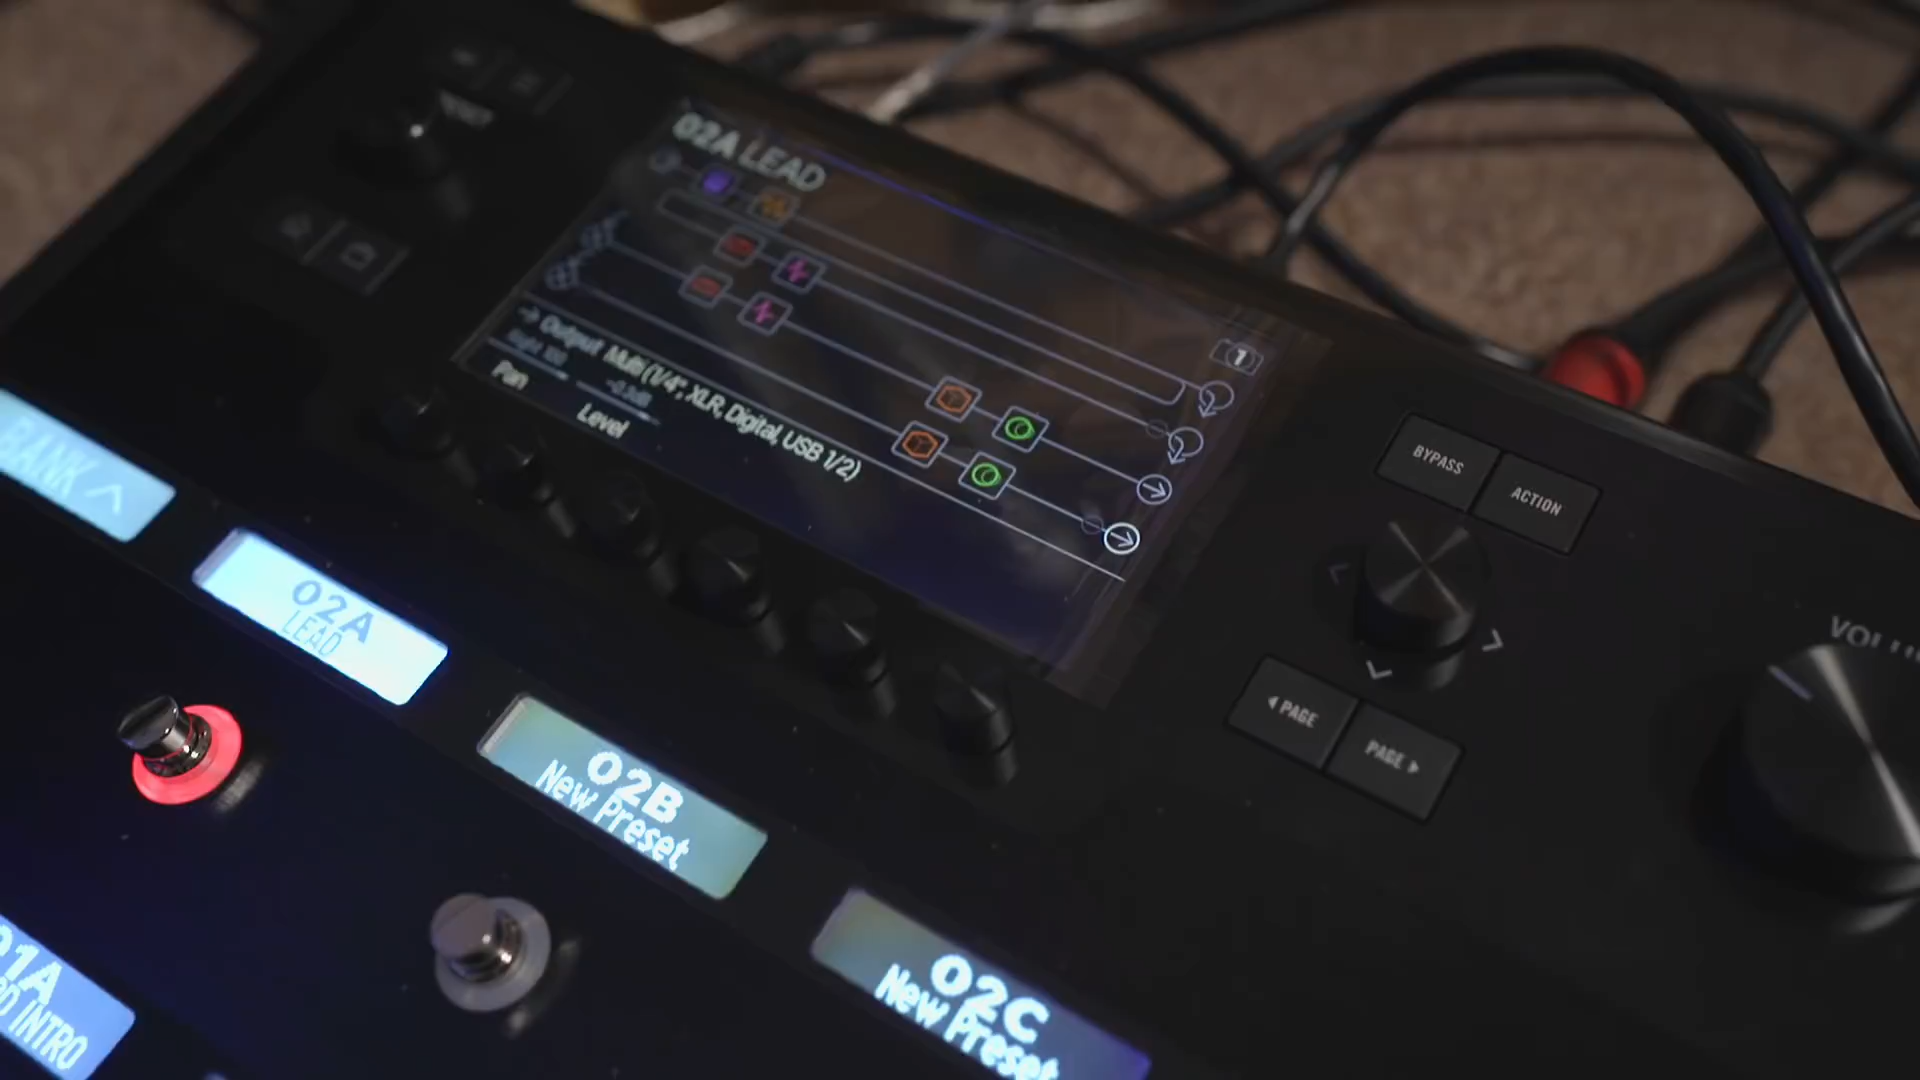 02A LEAD
1
→ Output Multi (1/4", XLR, Digital, USB 1/2)
Pan
Level
BYPASS
ACTION
PAGE
PAGE
BANK
02A
LEAD
02B
New Preset
02C
New Preset
INTRO